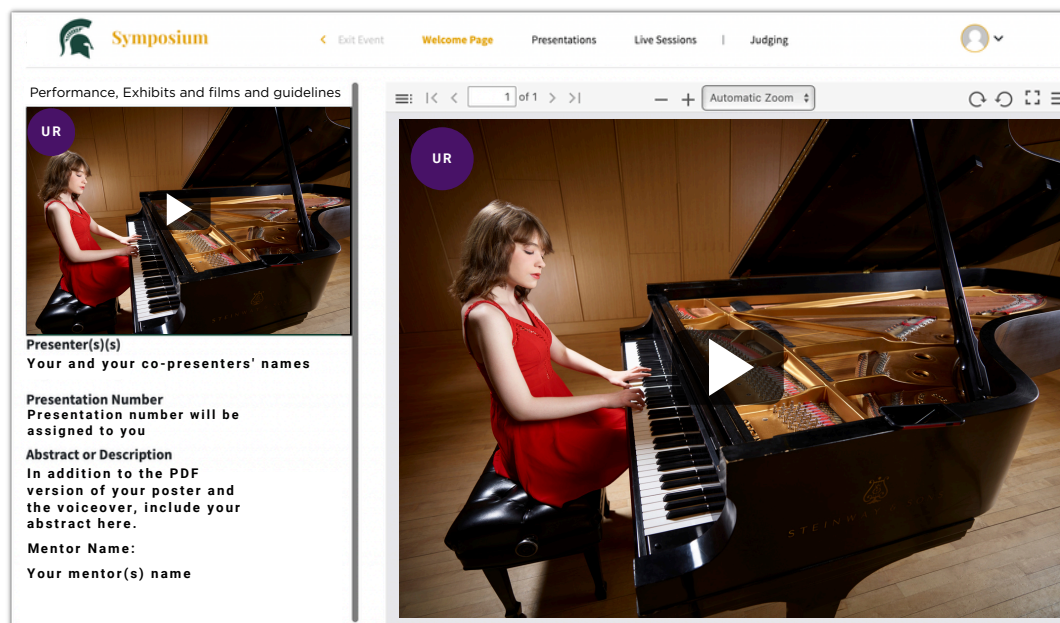 Symposium
Exit Event
Welcome Page
Presentations
Live Sessions
|
Judging
Performance, Exhibits and films and guidelines
UR
Presenter(s)(s)
Your and your co-presenters' names
Presentation Number
Presentation number will be
assigned to you
Abstract or Description
In addition to the PDF
version of your poster and
the voiceover, include your
abstract here.
Mentor Name:
Your mentor(s) name
1 of 1
Automatic Zoom
UR
STEINWAY